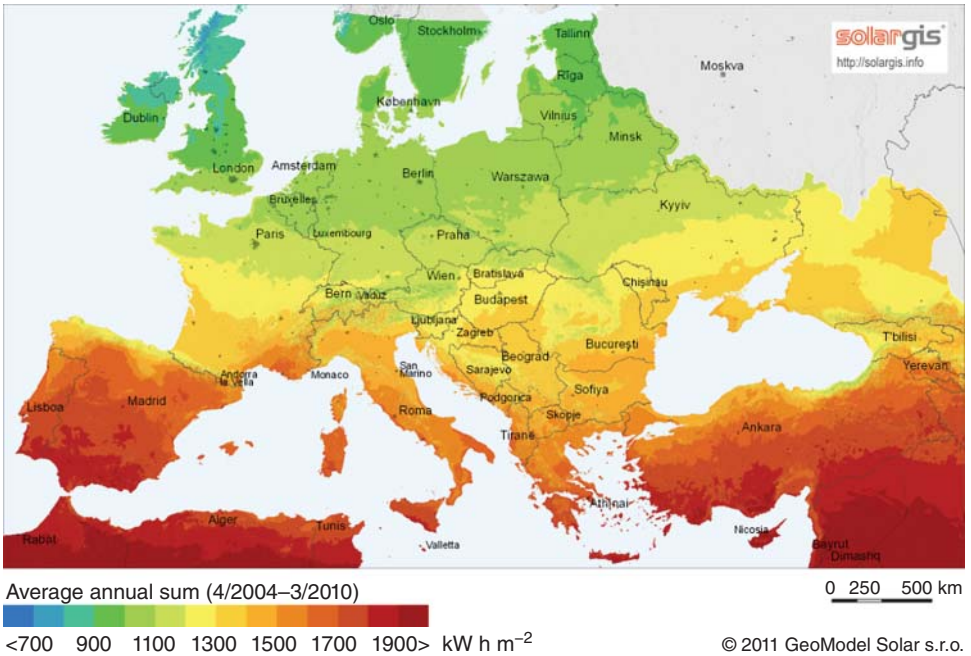 Oslo
Stockholm
Tallinn
solargis
http://solargis.info
Moskva
Rīga
Dublin
København
Vilnius
Minsk
London
Amsterdam
Berlin
Warszawa
Bruxelles
Kyyiv
Paris
Luxembourg
Praha
Wien
Bratislava
Chișinău
Bern
Vaduz
Budapest
Ljubljana
Zagreb
București
T'bilisi
Beograd
Yerevan
Andorra
la Vella
Monaco
San
Marino
Sarajevo
Sofiya
Podgorica
Lisboa
Madrid
Roma
Skopje
Ankara
Tiranë
Athínai
Alger
Tunis
Nicosia
Rabat
Valletta
Bayrut
Dimashq
Average annual sum (4/2004–3/2010)
0 250 500 km
<700 900 1100 1300 1500 1700 1900> kW h m⁻²
© 2011 GeoModel Solar s.r.o.